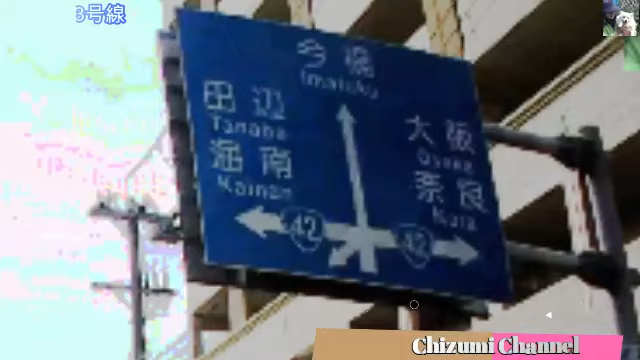 3号線
今福
Imafuku
田辺
Tanabe
海南
Kainan
大阪
Osaka
奈良
Nara
42
42
Chizumi Channel